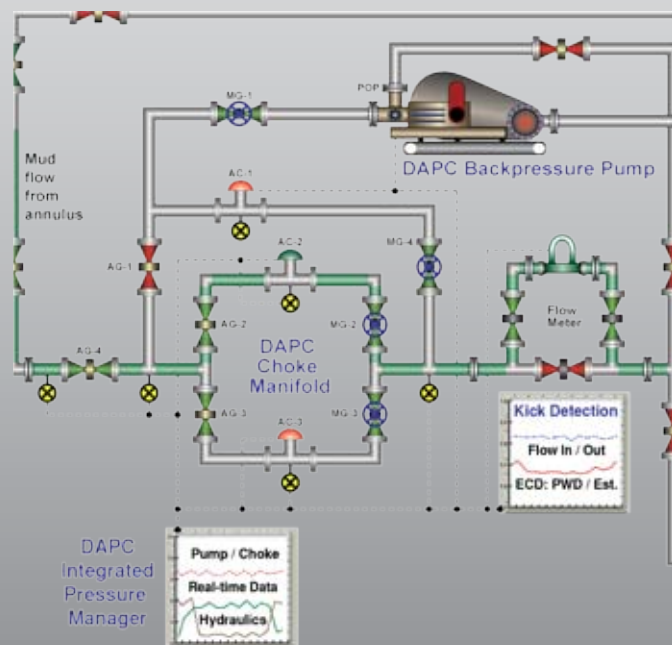 MG-1
POP
DAPC Backpressure Pump
Mud
flow
from
annulus
AC-1
AG-1
AC-2
MG-4
AG-2
MG-2
DAPC
Choke
Manifold
Flow
Meter
AG-4
AG-3
MG-3
AC-3
Kick Detection
Flow In / Out
ECD: PWD / Est.
DAPC
Integrated
Pressure
Manager
Pump / Choke
Real-time Data
Hydraulics